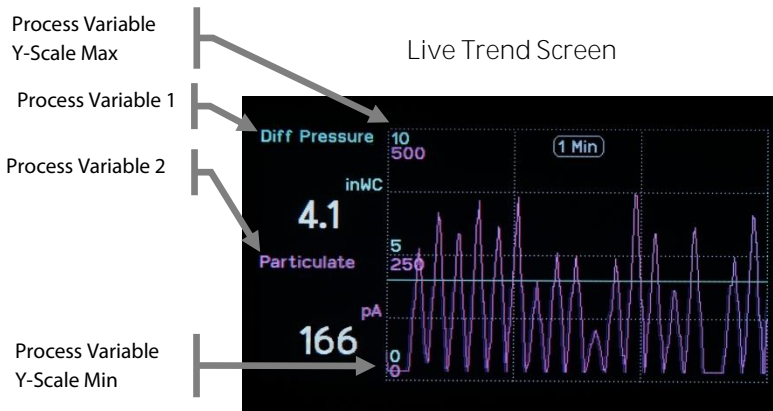 Process Variable
Y-Scale Max
Live Trend Screen
Process Variable 1
Process Variable 2
Process Variable
Y-Scale Min
Diff Pressure
inWC
4.1
Particulate
pA
166
10
500
1 Min
5
250
0
0